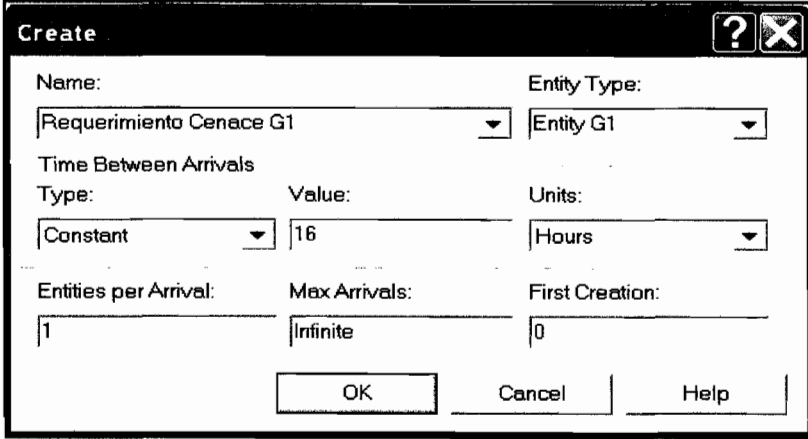 Create
Name: Entity Type:
Requerimiento Cenace G1 Entity G1
Time Between Arrivals
Type: Value: Units:
Constant 16 Hours
Entities per Arrival: Max Arrivals: First Creation:
1 Infinite 0
OK Cancel Help